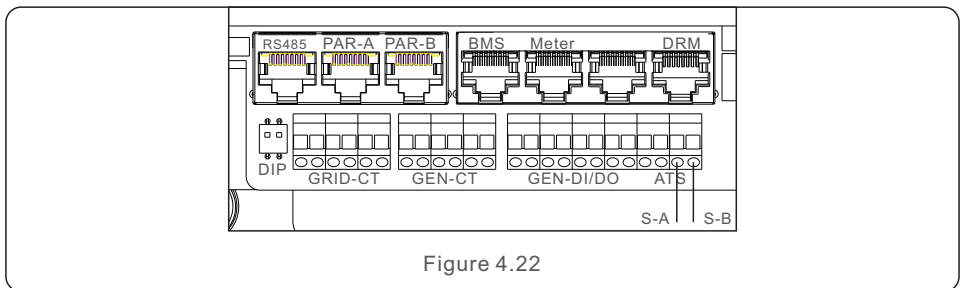 RS485 PAR-A PAR-B BMS Meter DRM
DIP GRID-CT GEN-CT GEN-DI/DO ATS
S-A S-B
Figure 4.22